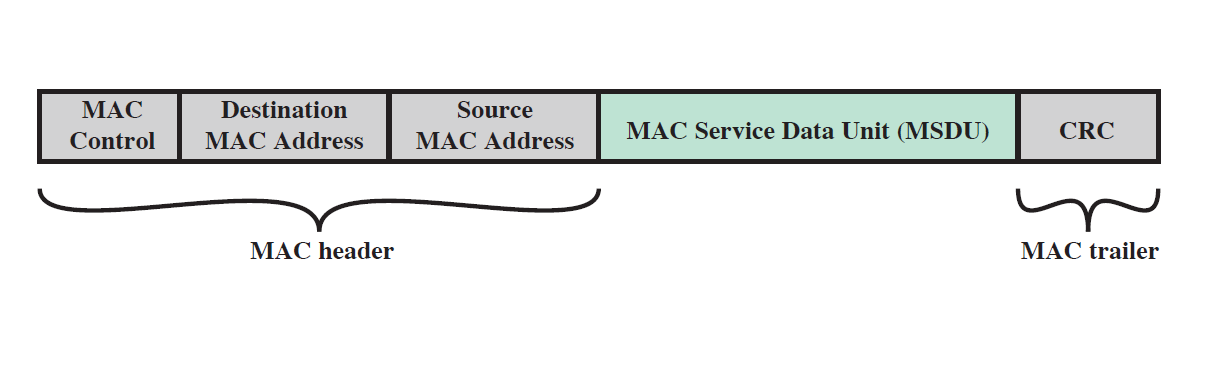 MAC
Control
Destination
MAC Address
Source
MAC Address
MAC Service Data Unit (MSDU)
CRC
MAC header
MAC trailer